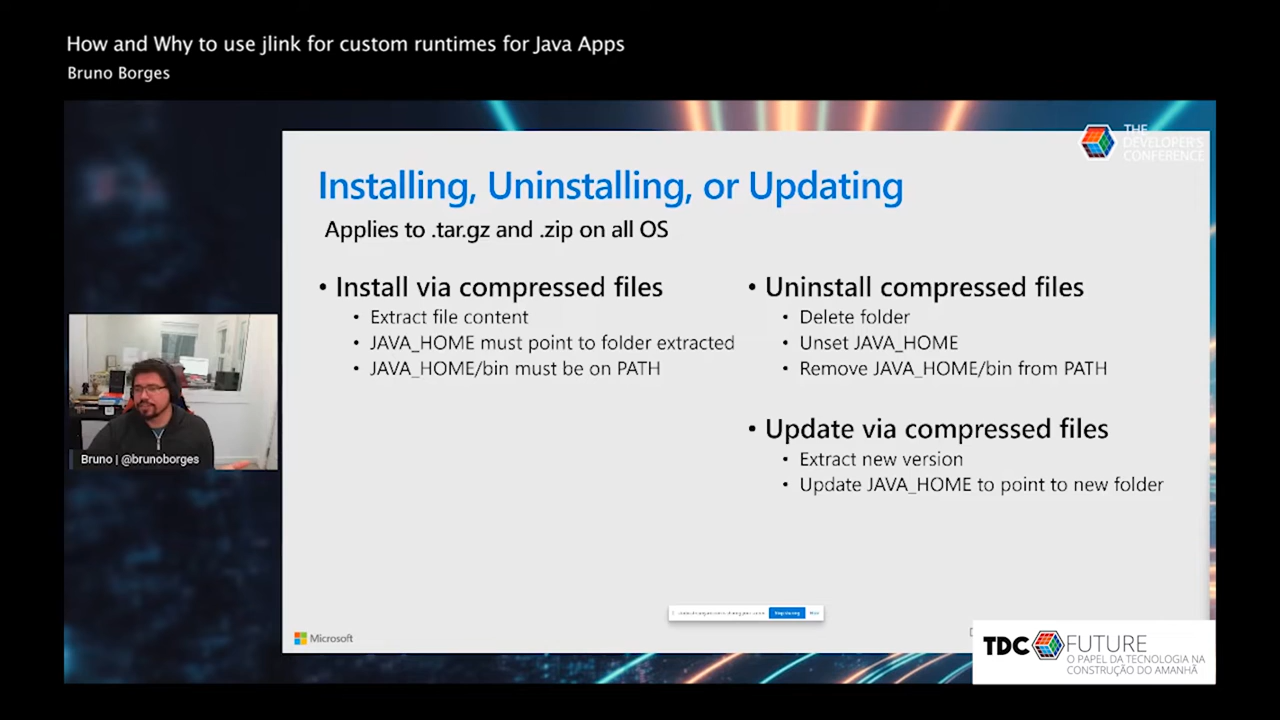 How and Why to use jlink for custom runtimes for Java Apps
Bruno Borges
THE
DEVELOPER'S
CONFERENCE
Installing, Uninstalling, or Updating
Applies to .tar.gz and .zip on all OS
• Install via compressed files
• Extract file content
• JAVA_HOME must point to folder extracted
• JAVA_HOME/bin must be on PATH
• Uninstall compressed files
• Delete folder
• Unset JAVA_HOME
• Remove JAVA_HOME/bin from PATH
• Update via compressed files
• Extract new version
• Update JAVA_HOME to point to new folder
Bruno | @brunoborges
Stop sharing
Hide
Microsoft
TDC FUTURE
O PAPEL DA TECNOLOGIA NA
CONSTRUÇÃO DO AMANHÃ